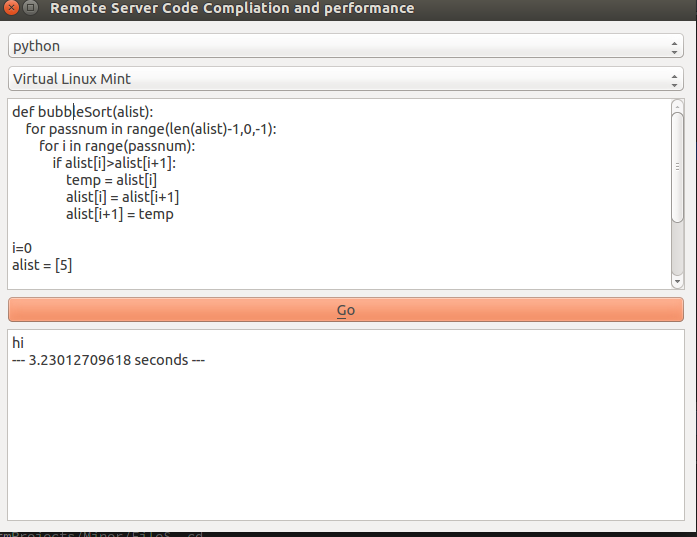 Remote Server Code Compliation and performance
python
Virtual Linux Mint
def bubbleSort(alist):
    for passnum in range(len(alist)-1,0,-1):
        for i in range(passnum):
            if alist[i]>alist[i+1]:
                temp = alist[i]
                alist[i] = alist[i+1]
                alist[i+1] = temp
i=0
alist = [5]
Go
hi
--- 3.23012709618 seconds ---